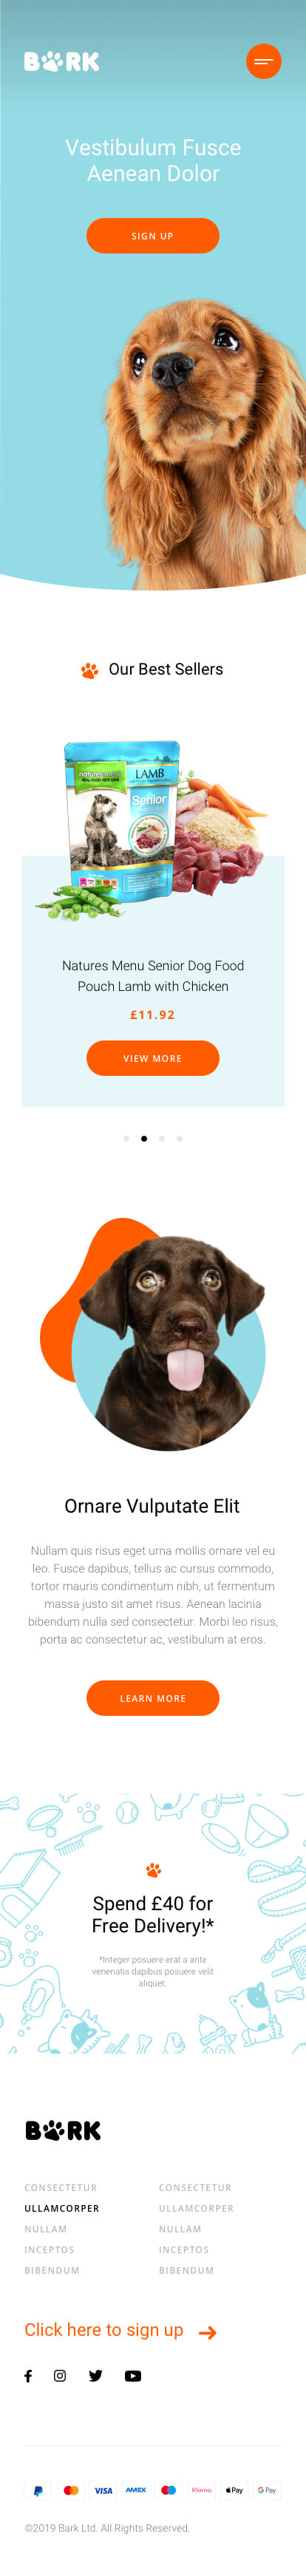 BARK
Vestibulum Fusce
Aenean Dolor
SIGN UP
Our Best Sellers
natures menu
LAMB
Senior
Natures Menu Senior Dog Food
Pouch Lamb with Chicken
£11.92
VIEW MORE
Ornare Vulputate Elit
Nullam quis risus eget urna mollis ornare vel eu
leo. Fusce dapibus, tellus ac cursus commodo,
tortor mauris condimentum nibh, ut fermentum
massa justo sit amet risus. Aenean lacinia
bibendum nulla sed consectetur. Morbi leo risus,
porta ac consectetur ac, vestibulum at eros.
LEARN MORE
Spend £40 for
Free Delivery!*
*Integer posuere erat a ante
venenatis dapibus posuere velit
aliquet.
BARK
CONSECTETUR
ULLAMCORPER
NULLAM
INCEPTOS
BIBENDUM
CONSECTETUR
ULLAMCORPER
NULLAM
INCEPTOS
BIBENDUM
Click here to sign up
VISA AMEX Klarna. Pay G Pay
©2019 Bark Ltd. All Rights Reserved.